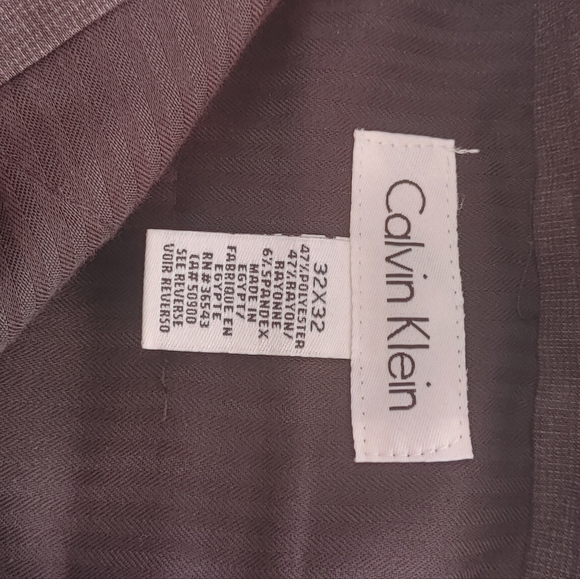 Calvin Klein
32X32
47%POLYESTER
47%RAYON/
RAYONNE
6%SPANDEX
MADE IN
EGYPT/
FABRIQUE EN
EGYPTE
RN#36543
CA#50900
SEE REVERSE
VOIR REVERSO